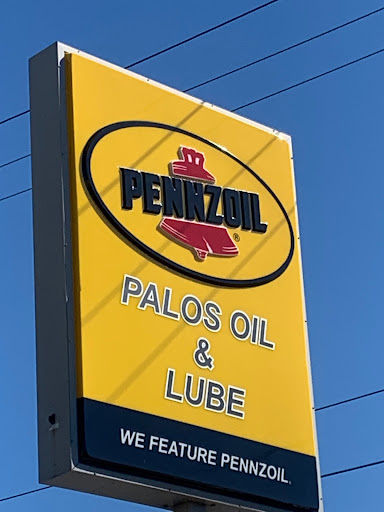 PENNZOIL®
PALOS OIL
&
LUBE
WE FEATURE PENNZOIL.